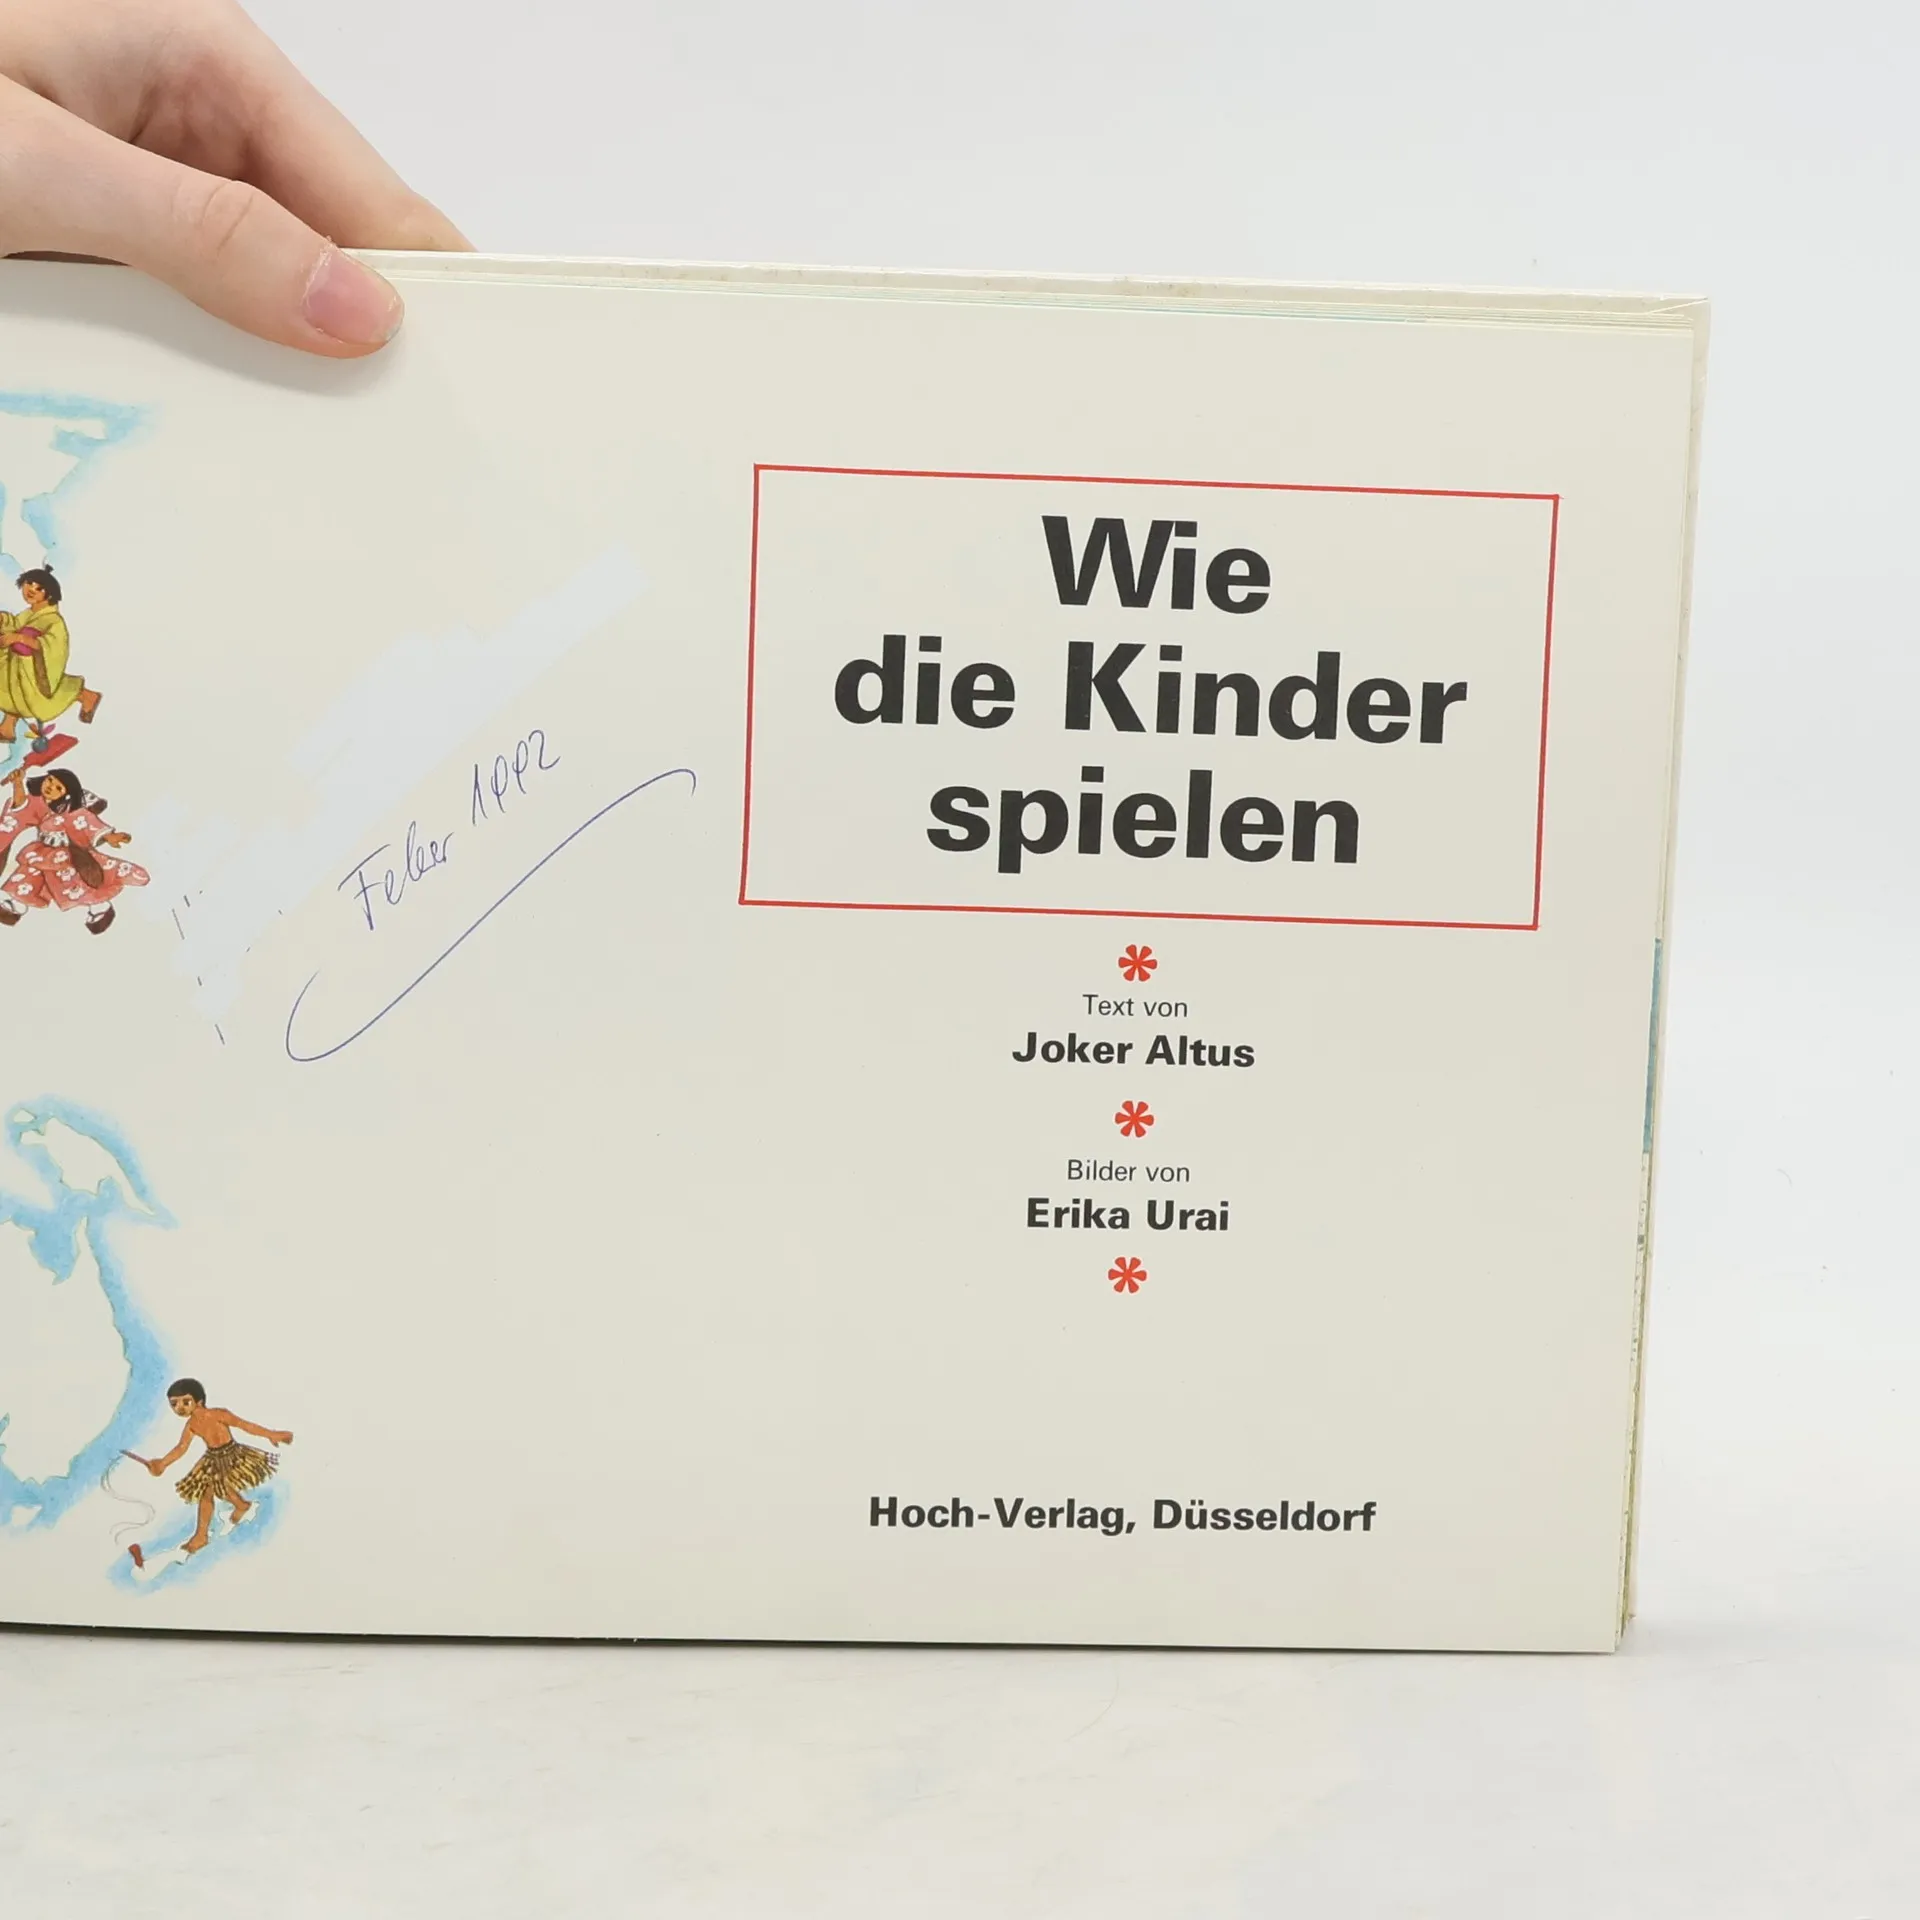 Feber 1992
Wie
die Kinder
spielen
Text von
Joker Altus
Bilder von
Erika Urai
Hoch-Verlag, Düsseldorf